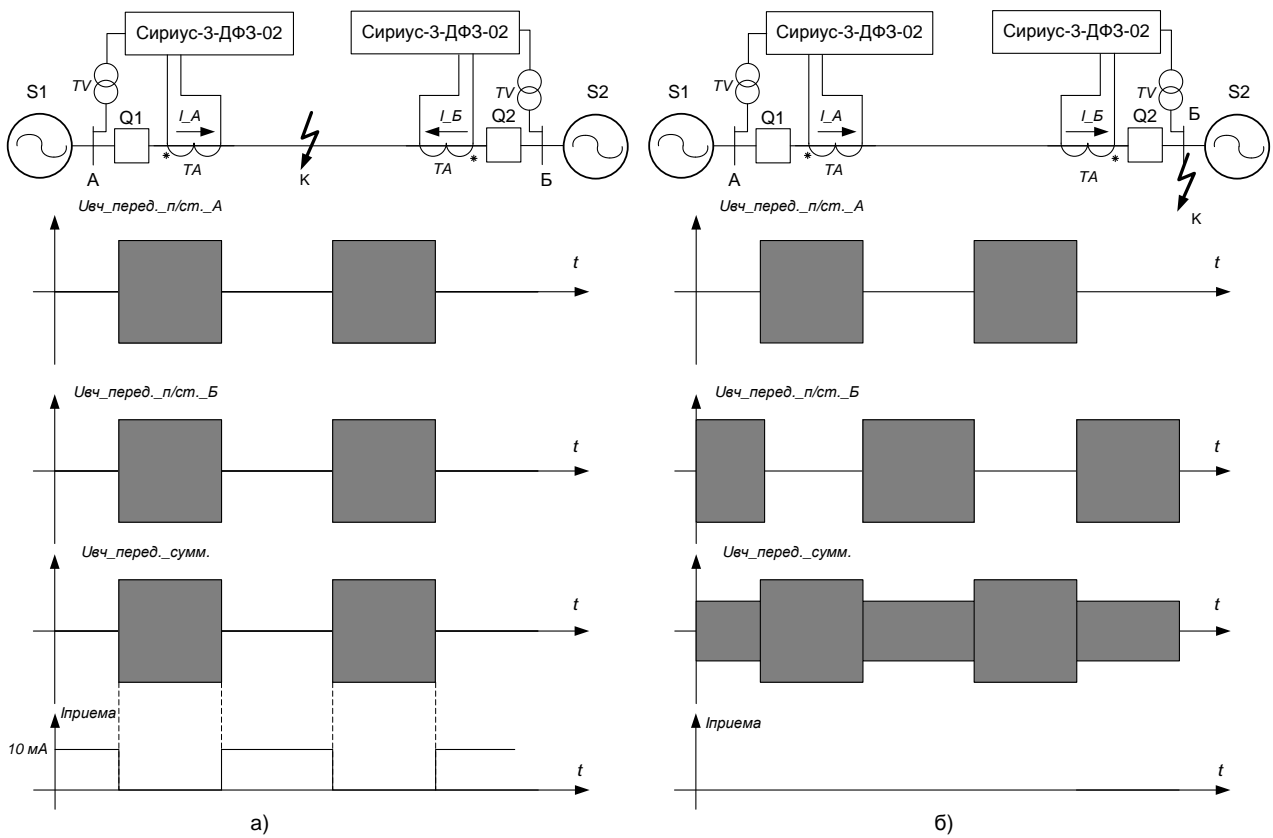 Сириус-3-ДФЗ-02
Сириус-3-ДФЗ-02
TV
TV
S1
S2
Q1
I_А
I_Б
Q2
*
*
TA
TA
А
К
Б
Uвч_перед._п/ст._А
t
Uвч_перед._п/ст._Б
t
Uвч_перед._сумм.
t
Iприема
10 мА
t
а)
Сириус-3-ДФЗ-02
Сириус-3-ДФЗ-02
TV
TV
S1
S2
Q1
I_А
I_Б
Q2
Б
*
*
TA
TA
А
К
Uвч_перед._п/ст._А
t
Uвч_перед._п/ст._Б
t
Uвч_перед._сумм.
t
Iприема
t
б)